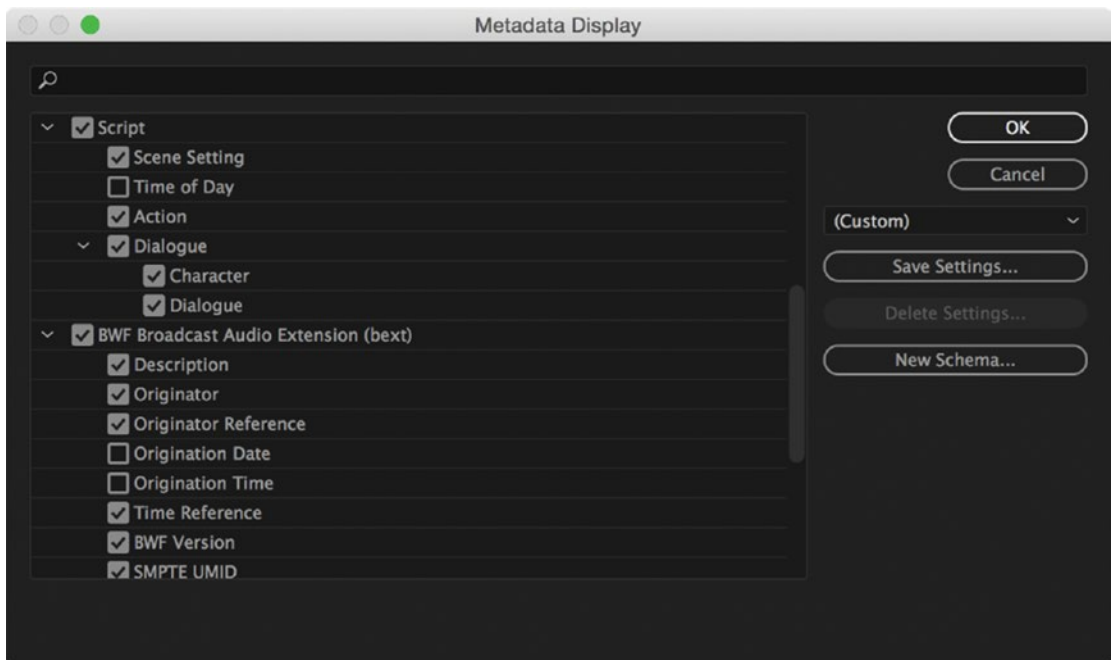 Metadata Display
Script
Scene Setting
Time of Day
Action
Dialogue
Character
Dialogue
BWF Broadcast Audio Extension (bext)
Description
Originator
Originator Reference
Origination Date
Origination Time
Time Reference
BWF Version
SMPTE UMID
OK
Cancel
(Custom)
Save Settings...
Delete Settings...
New Schema...